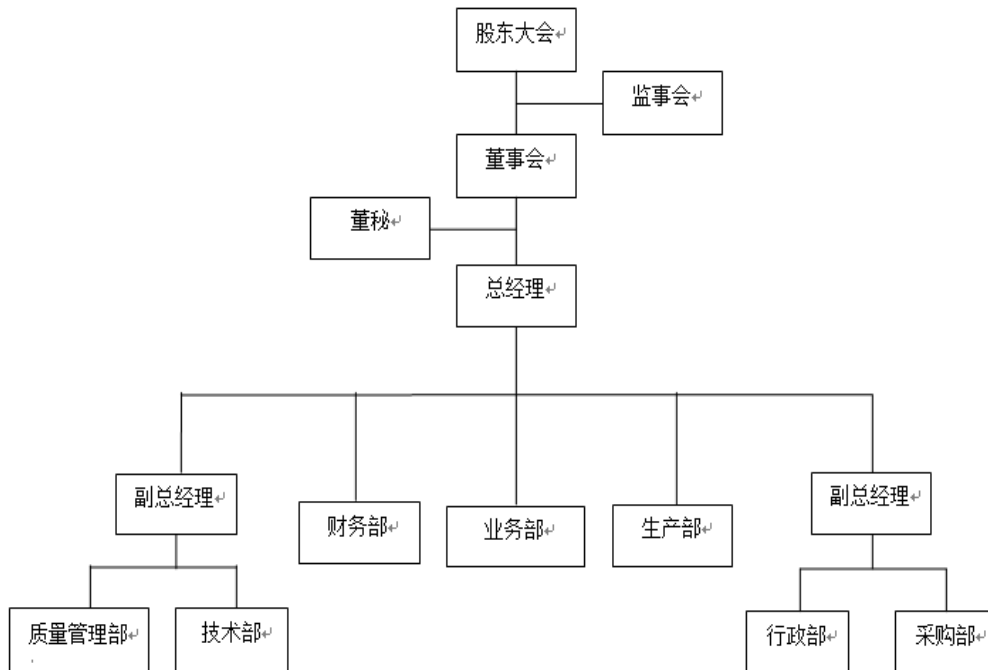 股东大会
监事会
董事会
董秘
总经理
副总经理
财务部
业务部
生产部
副总经理
质量管理部
技术部
行政部
采购部